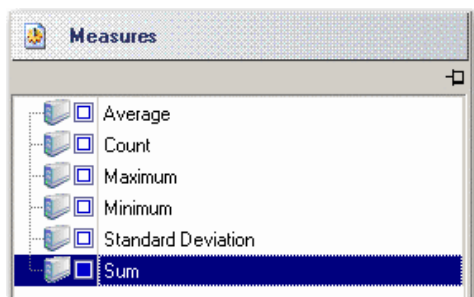 Measures
Average
Count
Maximum
Minimum
Standard Deviation
Sum